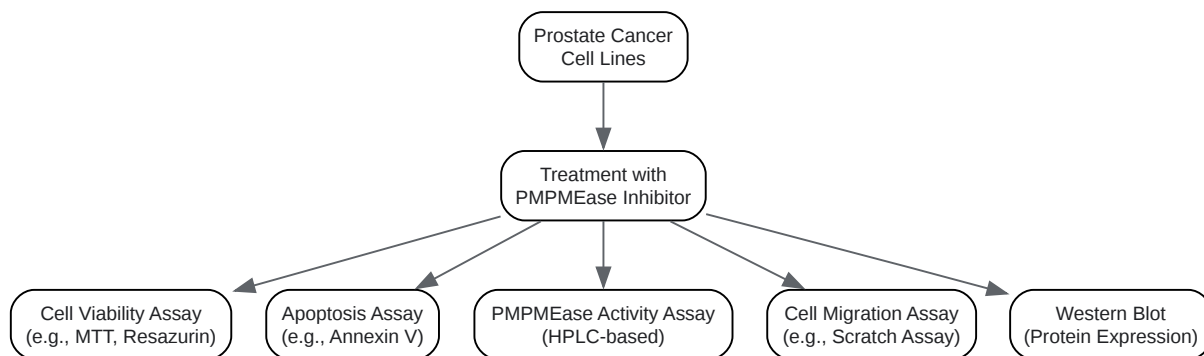 Prostate Cancer
Cell Lines
Treatment with
PMPMEase Inhibitor
Cell Viability Assay
(e.g., MTT, Resazurin)
Apoptosis Assay
(e.g., Annexin V)
PMPMEase Activity Assay
(HPLC-based)
Cell Migration Assay
(e.g., Scratch Assay)
Western Blot
(Protein Expression)